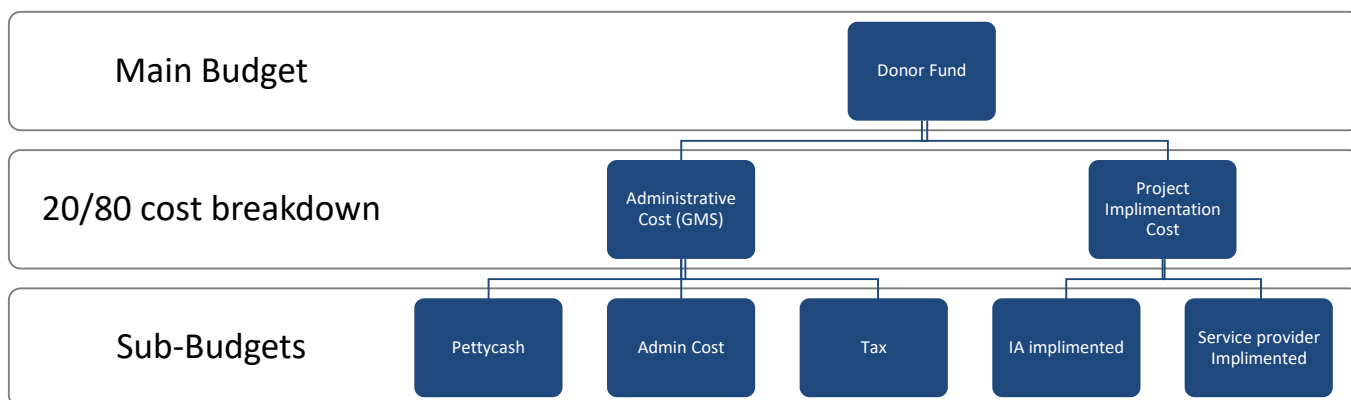 Main Budget
Donor Fund
20/80 cost breakdown
Administrative
Cost (GMS)
Project
Implimentation
Cost
Sub-Budgets
Pettycash
Admin Cost
Tax
IA implimented
Service provider
Implimented